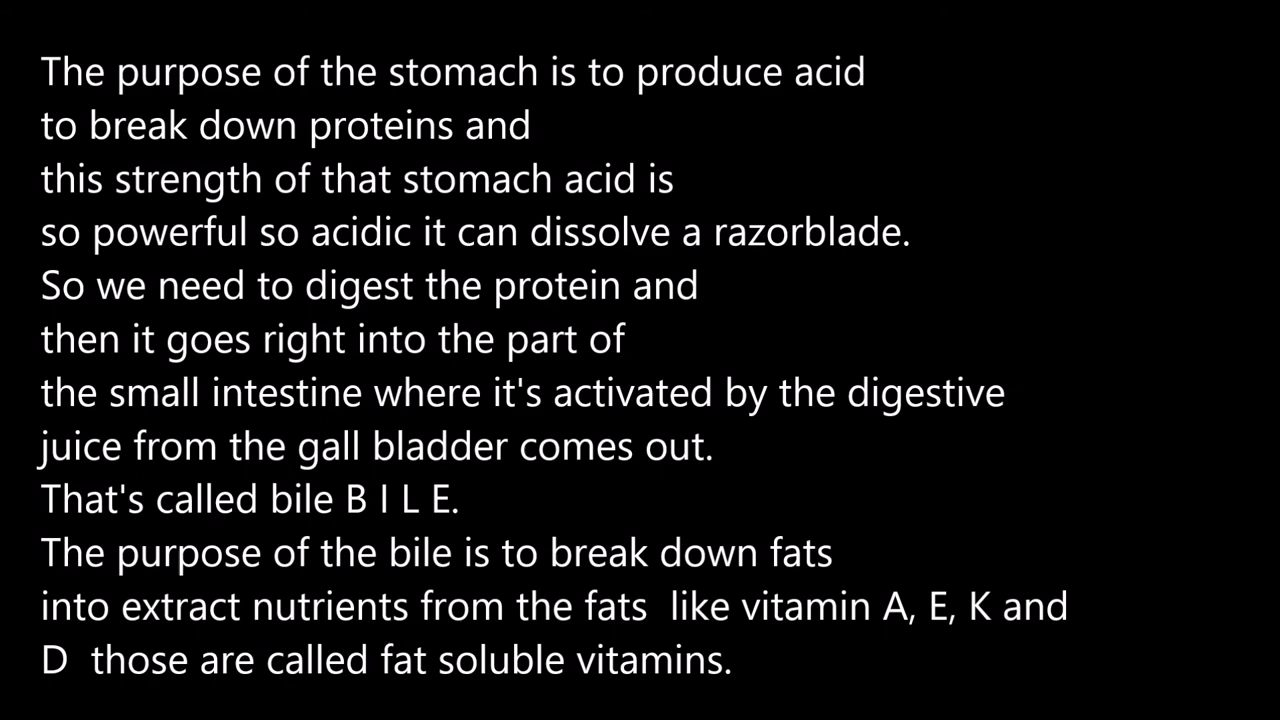 The purpose of the stomach is to produce acid
to break down proteins and
this strength of that stomach acid is
so powerful so acidic it can dissolve a razorblade.
So we need to digest the protein and
then it goes right into the part of
the small intestine where it's activated by the digestive
juice from the gall bladder comes out.
That's called bile B I L E.
The purpose of the bile is to break down fats
into extract nutrients from the fats  like vitamin A, E, K and
D  those are called fat soluble vitamins.